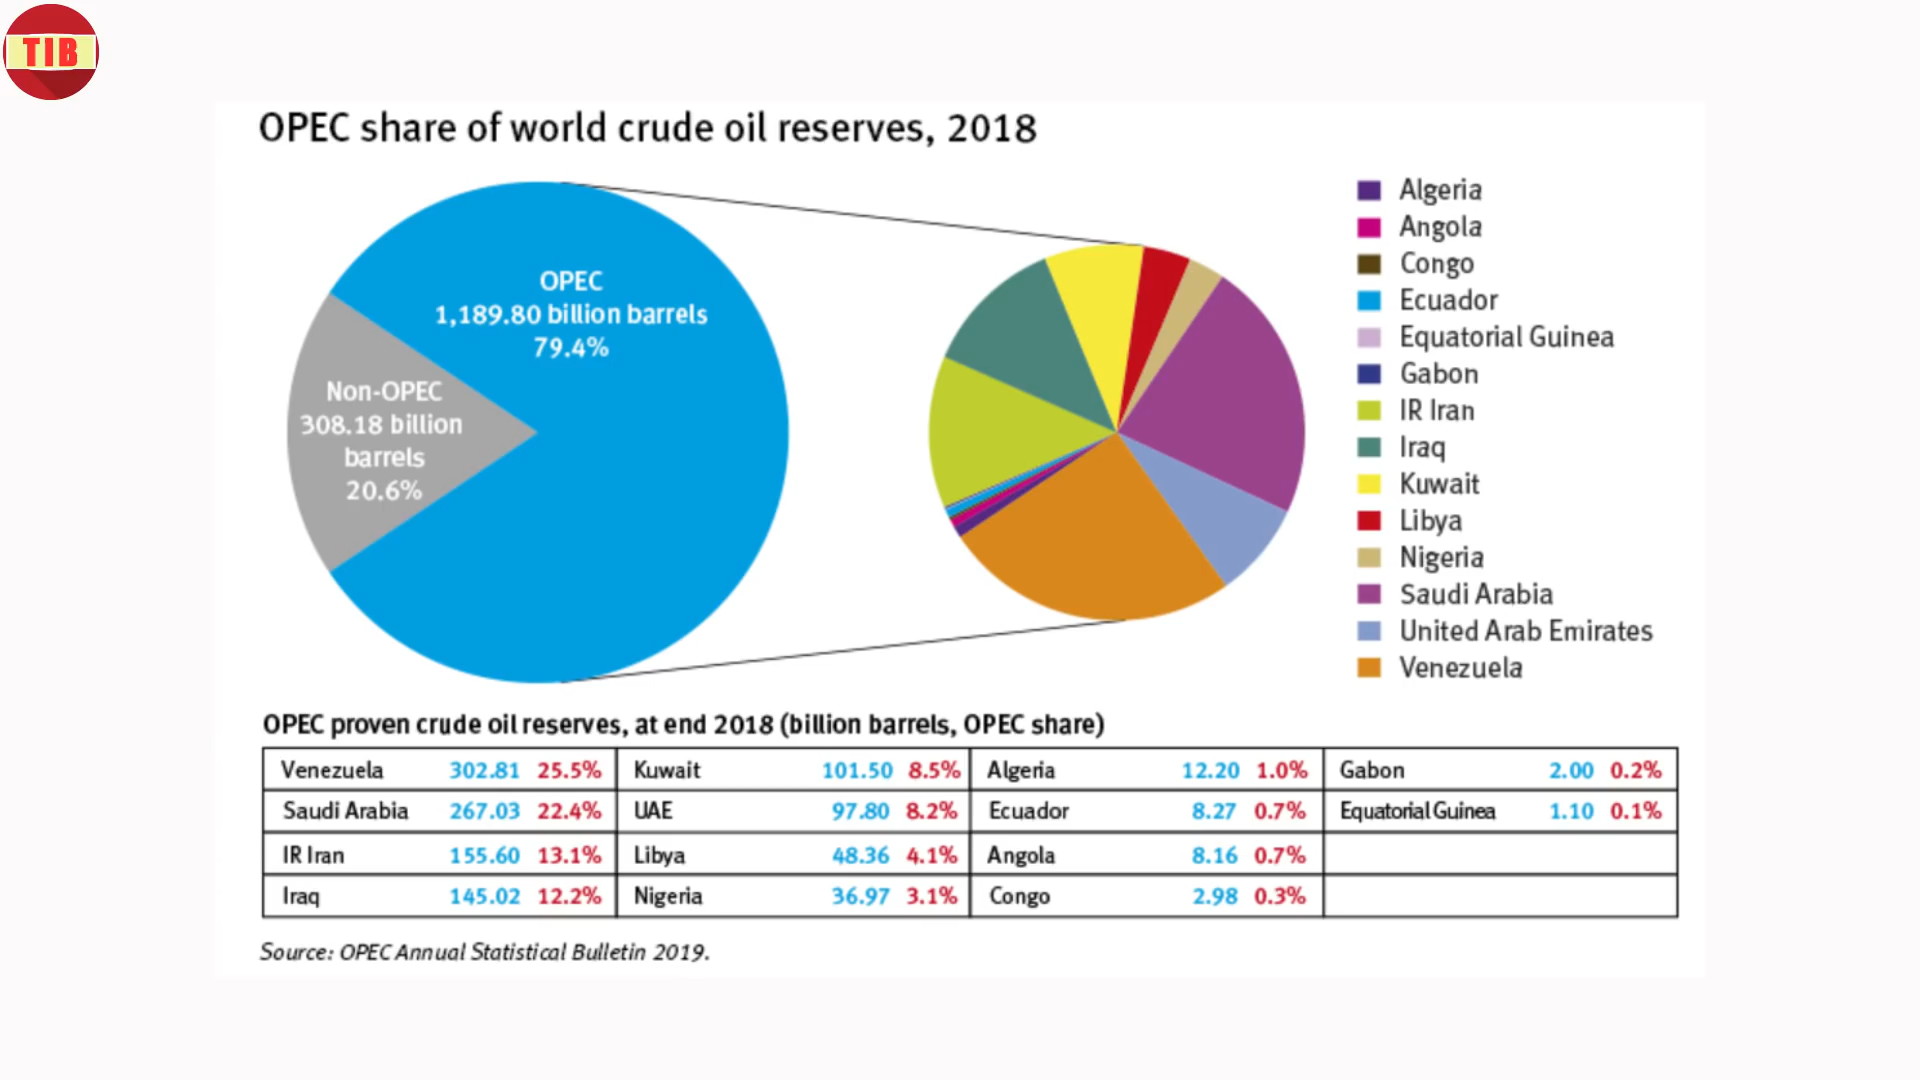 TIB
OPEC share of world crude oil reserves, 2018
OPEC
1,189.80 billion barrels
79.4%
Non-OPEC
308.18 billion
barrels
20.6%
Algeria
Angola
Congo
Ecuador
Equatorial Guinea
Gabon
IR Iran
Iraq
Kuwait
Libya
Nigeria
Saudi Arabia
United Arab Emirates
Venezuela
OPEC proven crude oil reserves, at end 2018 (billion barrels, OPEC share)
Venezuela 302.81 25.5% Kuwait 101.50 8.5% Algeria 12.20 1.0% Gabon 2.00 0.2%
Saudi Arabia 267.03 22.4% UAE 97.80 8.2% Ecuador 8.27 0.7% Equatorial Guinea 1.10 0.1%
IR Iran 155.60 13.1% Libya 48.36 4.1% Angola 8.16 0.7%
Iraq 145.02 12.2% Nigeria 36.97 3.1% Congo 2.98 0.3%
Source: OPEC Annual Statistical Bulletin 2019.